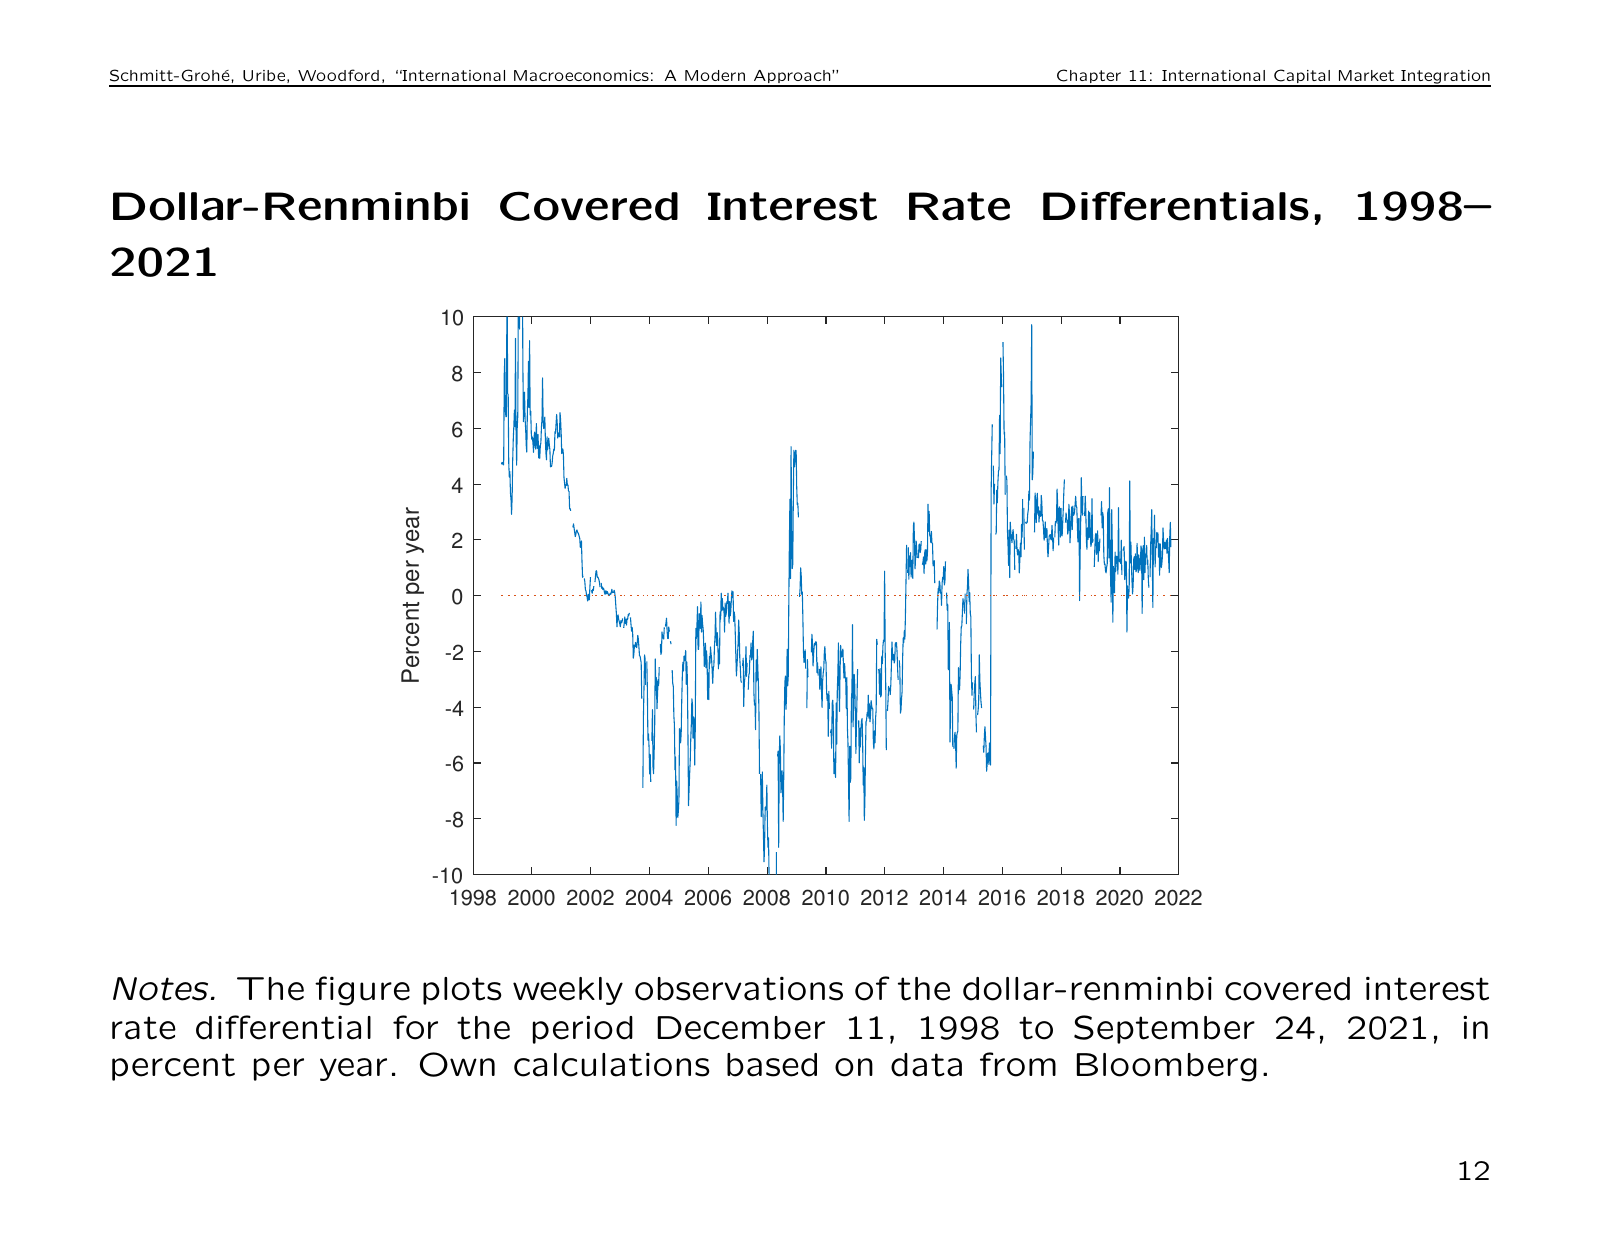 Schmitt-Grohé, Uribe, Woodford, “International Macroeconomics: A Modern Approach” Chapter 11: International Capital Market Integration
Dollar-Renminbi Covered Interest Rate Differentials, 1998–
2021
10
8
6
4
2
0
-2
-4
-6
-8
-10
Percent per year
1998 2000 2002 2004 2006 2008 2010 2012 2014 2016 2018 2020 2022
Notes. The figure plots weekly observations of the dollar-renminbi covered interest
rate differential for the period December 11, 1998 to September 24, 2021, in
percent per year. Own calculations based on data from Bloomberg.
12